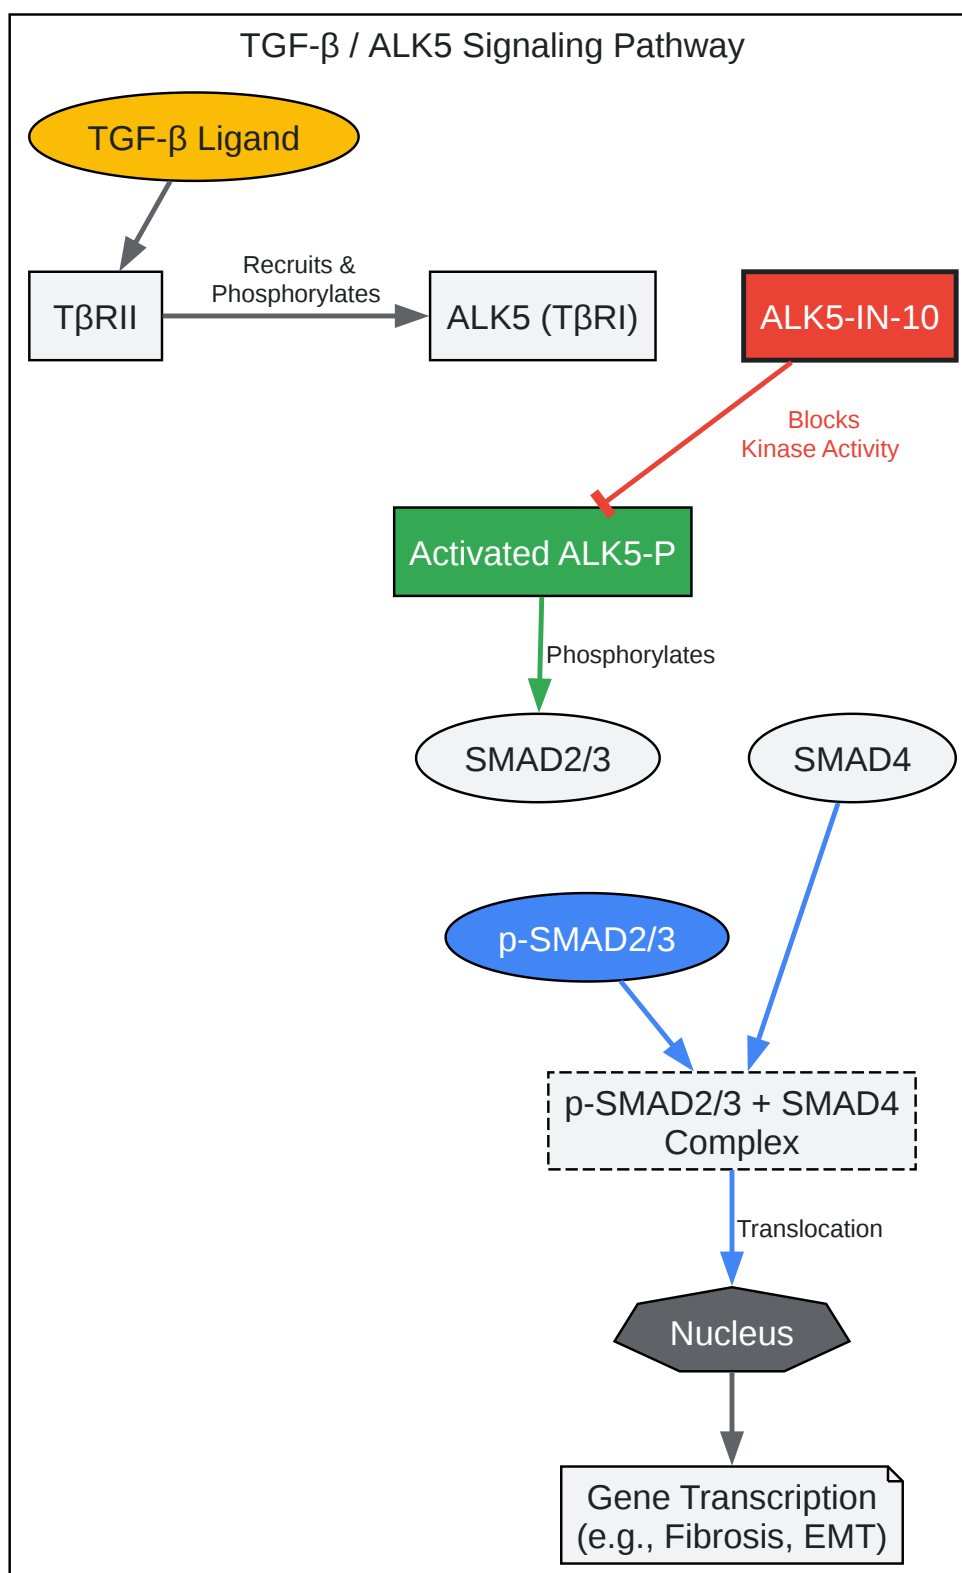 TGF-β / ALK5 Signaling Pathway
TGF-β Ligand
Recruits &
Phosphorylates
TβRII
ALK5 (TβRI)
ALK5-IN-10
Blocks
Kinase Activity
Activated ALK5-P
Phosphorylates
SMAD2/3
SMAD4
p-SMAD2/3
p-SMAD2/3 + SMAD4
Complex
Translocation
Nucleus
Gene Transcription
(e.g., Fibrosis, EMT)